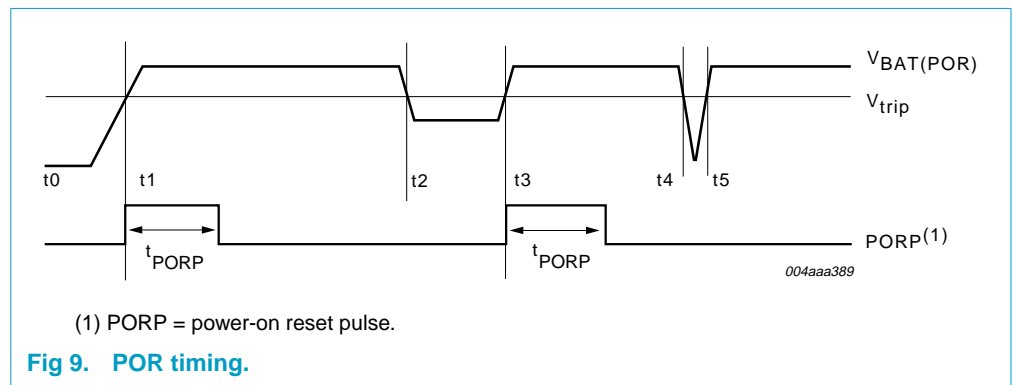 VBAT(POR)
Vtrip
t0 t1 t2 t3 t4 t5
PORP(1)
tPORP tPORP
004aaa389
(1) PORP = power-on reset pulse.
Fig 9. POR timing.